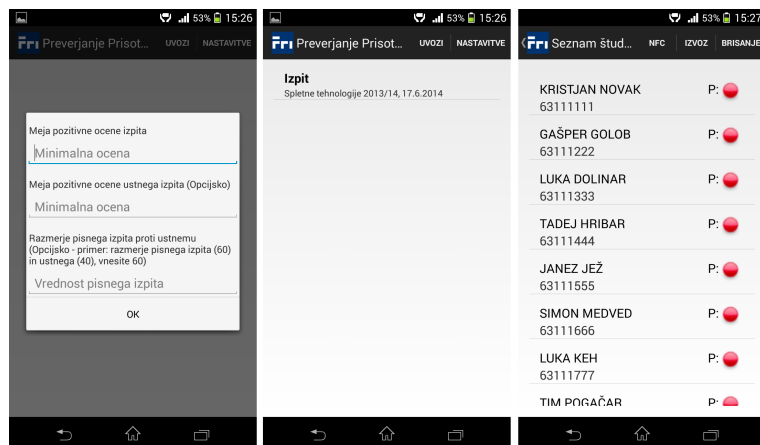 53% 15:26
Fri Preverjanje Prisot... UVOZI NASTAVITVE
Meja pozitivne ocene izpita
Minimalna ocena
Meja pozitivne ocene ustnega izpita (Opcijsko)
Minimalna ocena
Razmerje pisnega izpita proti ustnemu
(Opcijsko - primer: razmerje pisnega izpita (60)
in ustnega (40), vnesite 60)
Vrednost pisnega izpita
OK
53% 15:26
Fri Preverjanje Prisot... UVOZI NASTAVITVE
Izpit
Spletne tehnologije 2013/14, 17.6.2014
53% 15:27
Fri Seznam štud... NFC IZVOZ BRISANJE
KRISTJAN NOVAK P:
63111111
GAŠPER GOLOB P:
63111222
LUKA DOLINAR P:
63111333
TADEJ HRIBAR P:
63111444
JANEZ JEŽ P:
63111555
SIMON MEDVED P:
63111666
LUKA KEH P:
63111777
TIM POGAČAR P: